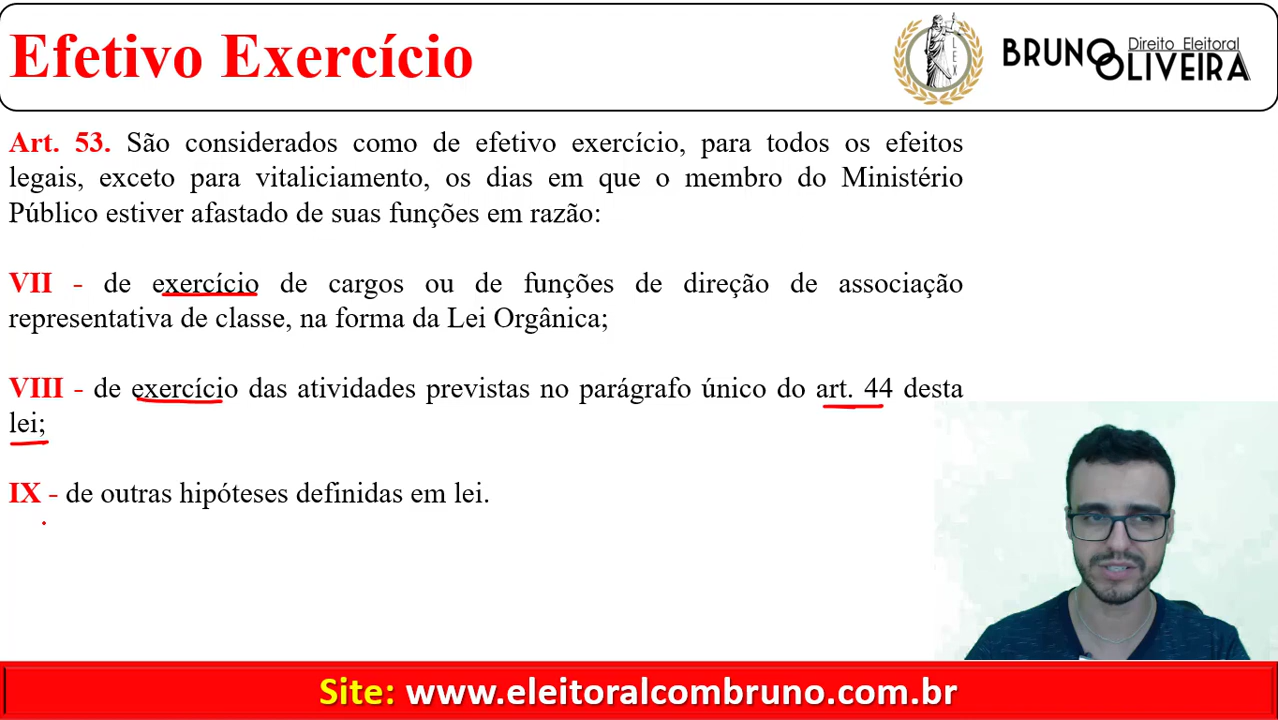 Efetivo Exercício
LEX
BRUNO OLIVEIRA
Direito Eleitoral
Art. 53. São considerados como de efetivo exercício, para todos os efeitos
legais, exceto para vitaliciamento, os dias em que o membro do Ministério
Público estiver afastado de suas funções em razão:
VII - de exercício de cargos ou de funções de direção de associação
representativa de classe, na forma da Lei Orgânica;
VIII - de exercício das atividades previstas no parágrafo único do art. 44 desta
lei;
IX - de outras hipóteses definidas em lei.
Site: www.eleitoralcombruno.com.br